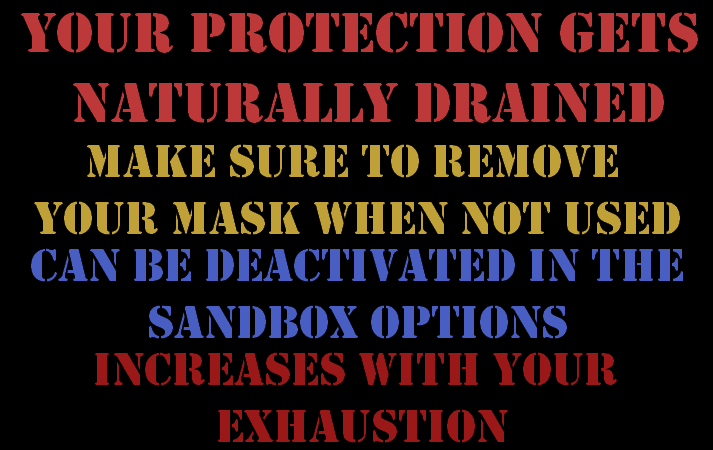 YOUR PROTECTION GETS
NATURALLY DRAINED
MAKE SURE TO REMOVE
YOUR MASK WHEN NOT USED
CAN BE DEACTIVATED IN THE
SANDBOX OPTIONS
INCREASES WITH YOUR
EXHAUSTION